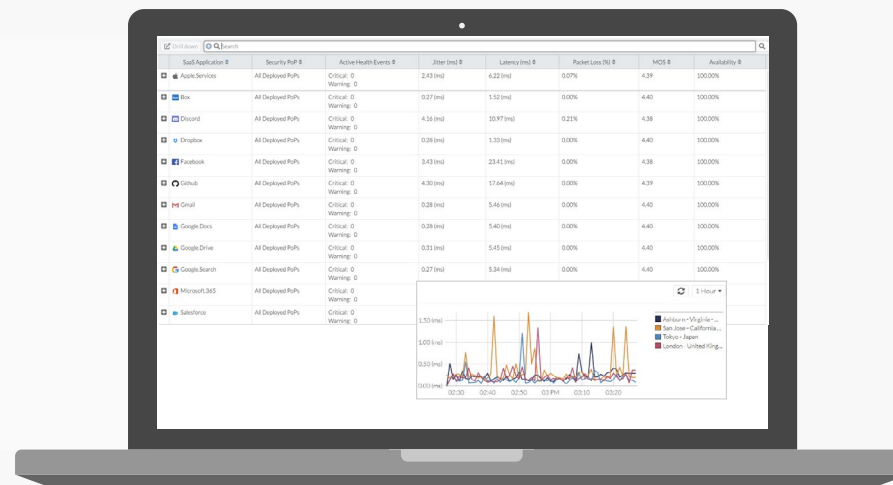 Drilldown Search
SaaS Application Security PoP Active Health Events Jitter (ms) Latency (ms) Packet Loss (%) MOS Availability
Apple.Services All Deployed PoPs Critical: 0 2.43 (ms) 6.22 (ms) 0.07% 4.39 100.00%
Warning: 0
Box All Deployed PoPs Critical: 0 0.27 (ms) 1.52 (ms) 0.00% 4.40 100.00%
Warning: 0
Discord All Deployed PoPs Critical: 0 4.16 (ms) 10.97 (ms) 0.21% 4.38 100.00%
Warning: 0
Dropbox All Deployed PoPs Critical: 0 0.28 (ms) 1.33 (ms) 0.00% 4.40 100.00%
Warning: 0
Facebook All Deployed PoPs Critical: 0 3.43 (ms) 23.41 (ms) 0.00% 4.38 100.00%
Warning: 0
Github All Deployed PoPs Critical: 0 4.30 (ms) 17.64 (ms) 0.00% 4.39 100.00%
Warning: 0
Gmail All Deployed PoPs Critical: 0 0.28 (ms) 5.46 (ms) 0.00% 4.40 100.00%
Warning: 0
Google.Docs All Deployed PoPs Critical: 0 0.28 (ms) 5.40 (ms) 0.00% 4.40 100.00%
Warning: 0
Google.Drive All Deployed PoPs Critical: 0 0.31 (ms) 5.45 (ms) 0.00% 4.40 100.00%
Warning: 0
Google.Search All Deployed PoPs Critical: 0 0.27 (ms) 5.34 (ms) 0.00% 4.40 100.00%
Warning: 0
Microsoft.365 All Deployed PoPs Critical: 0
Warning: 0
Salesforce All Deployed PoPs Critical: 0
Warning: 0
1 Hour
1.50 (ms)
1.00 (ms)
0.50 (ms)
0.00 (ms)
02:30 02:40 02:50 03 PM 03:10 03:20
Ashburn - Virginia - ...
San Jose - California...
Tokyo - Japan
London - United King...